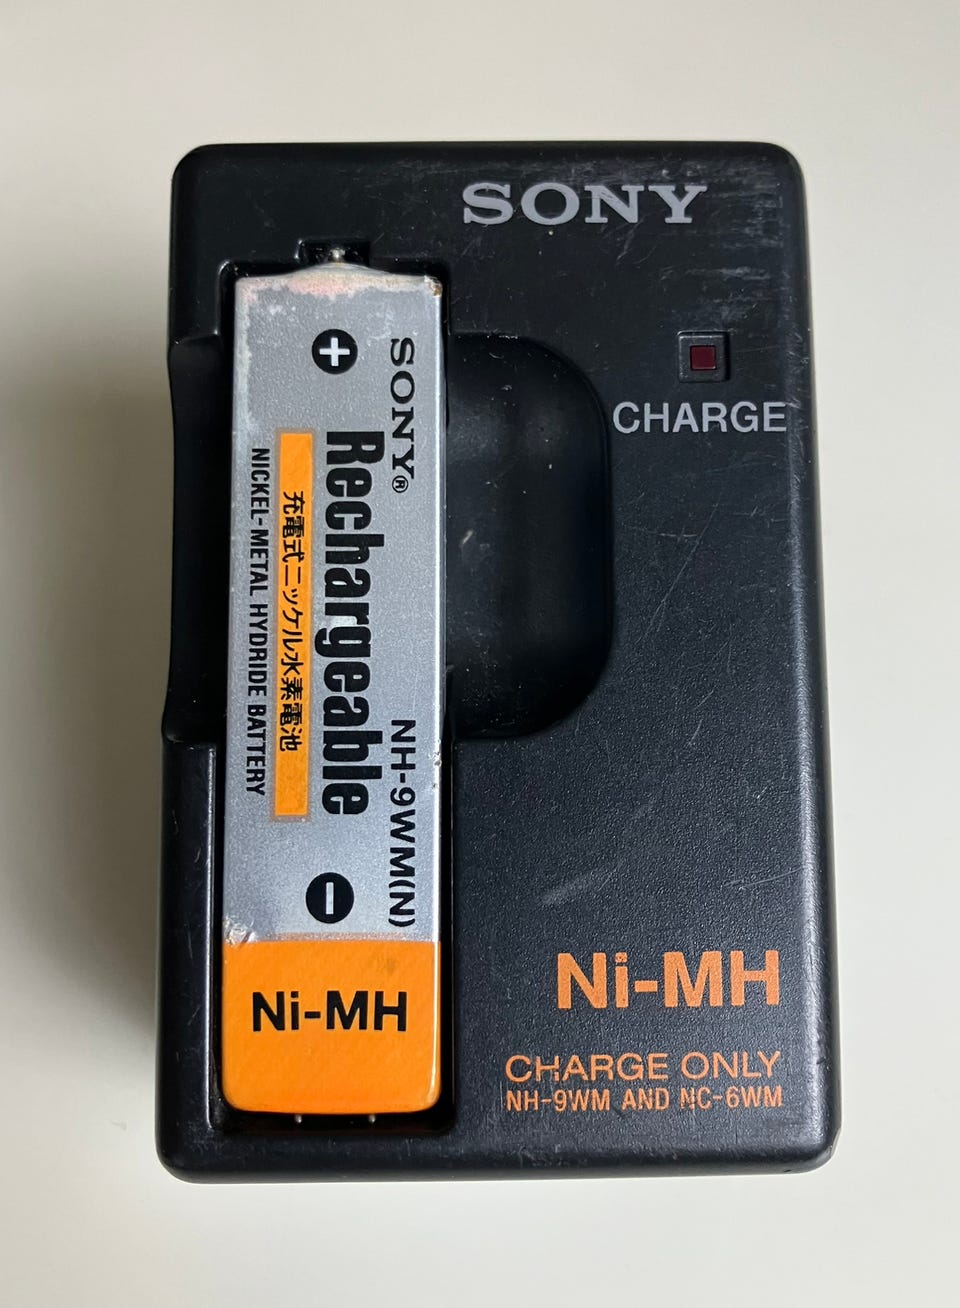 SONY
CHARGE
SONY®
NH-9WM(N)
Rechargeable
充電式ニッケル水素電池
NICKEL-METAL HYDRIDE BATTERY
+
−
Ni-MH
Ni-MH
CHARGE ONLY
NH-9WM AND NC-6WM